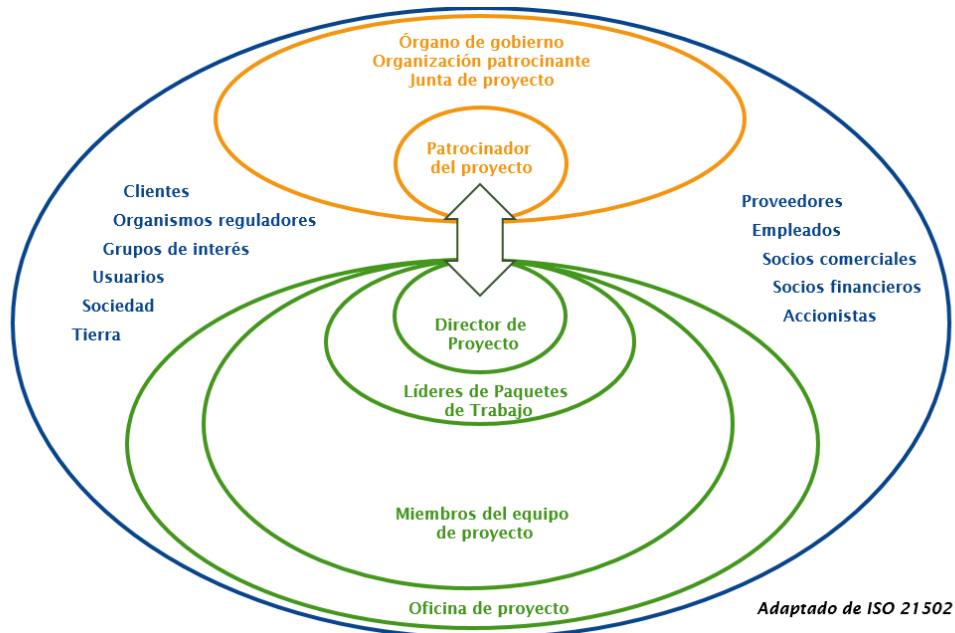 Órgano de gobierno
Organización patrocinante
Junta de proyecto
Patrocinador
del proyecto
Clientes
Organismos reguladores
Grupos de interés
Usuarios
Sociedad
Tierra
Proveedores
Empleados
Socios comerciales
Socios financieros
Accionistas
Director de
Proyecto
Líderes de Paquetes
de Trabajo
Miembros del equipo
de proyecto
Oficina de proyecto
Adaptado de ISO 21502